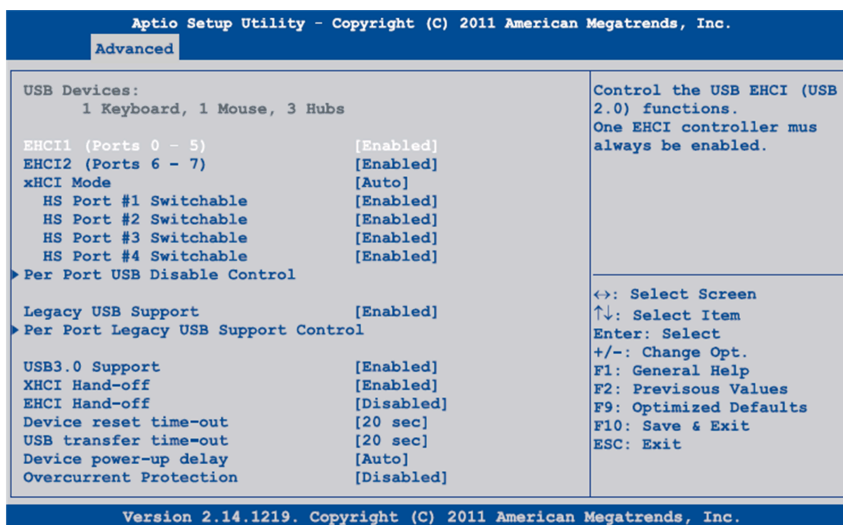 Aptio Setup Utility - Copyright (C) 2011 American Megatrends, Inc.
Advanced
USB Devices:
1 Keyboard, 1 Mouse, 3 Hubs
EHCI1 (Ports 0 - 5) [Enabled]
EHCI2 (Ports 6 - 7) [Enabled]
xHCI Mode [Auto]
HS Port #1 Switchable [Enabled]
HS Port #2 Switchable [Enabled]
HS Port #3 Switchable [Enabled]
HS Port #4 Switchable [Enabled]
Per Port USB Disable Control
Legacy USB Support [Enabled]
Per Port Legacy USB Support Control
USB3.0 Support [Enabled]
XHCI Hand-off [Enabled]
EHCI Hand-off [Disabled]
Device reset time-out [20 sec]
USB transfer time-out [20 sec]
Device power-up delay [Auto]
Overcurrent Protection [Disabled]
Control the USB EHCI (USB
2.0) functions.
One EHCI controller mus
always be enabled.
↔: Select Screen
↑↓: Select Item
Enter: Select
+/-: Change Opt.
F1: General Help
F2: Previsous Values
F9: Optimized Defaults
F10: Save & Exit
ESC: Exit
Version 2.14.1219. Copyright (C) 2011 American Megatrends, Inc.